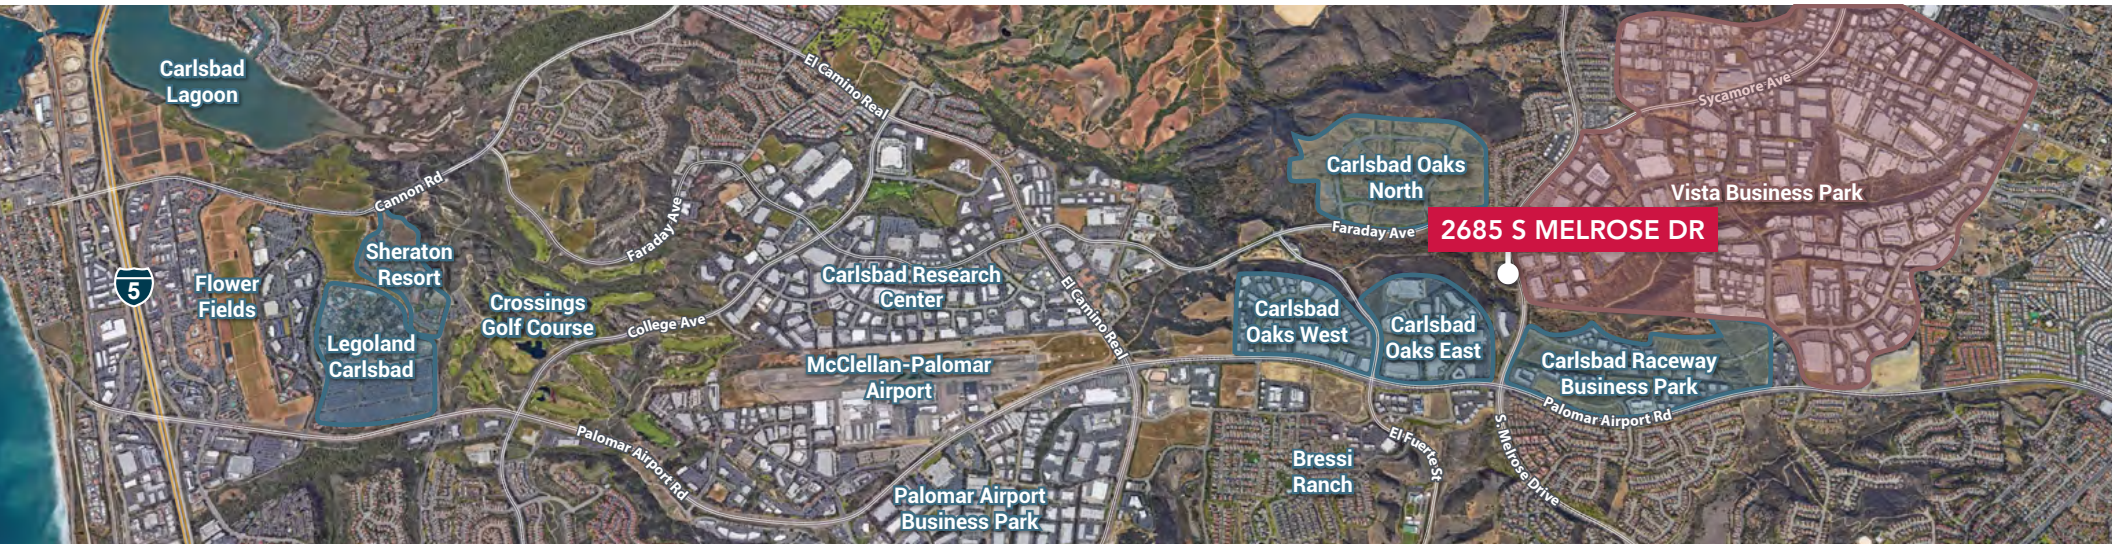 Carlsbad
Lagoon
El Camino Real
Sycamore Ave
Carlsbad Oaks
North
Vista Business Park
Cannon Rd
Faraday Ave
Faraday Ave
2685 S MELROSE DR
Sheraton
Resort
5
Flower
Fields
Crossings
Golf Course
College Ave
Carlsbad Research
Center
El Camino Real
Carlsbad
Oaks West
Carlsbad
Oaks East
Legoland
Carlsbad
McClellan-Palomar
Airport
Carlsbad Raceway
Business Park
Palomar Airport Rd
Palomar Airport Rd
El Fuerte St
S. Melrose Drive
Bressi
Ranch
Palomar Airport
Business Park